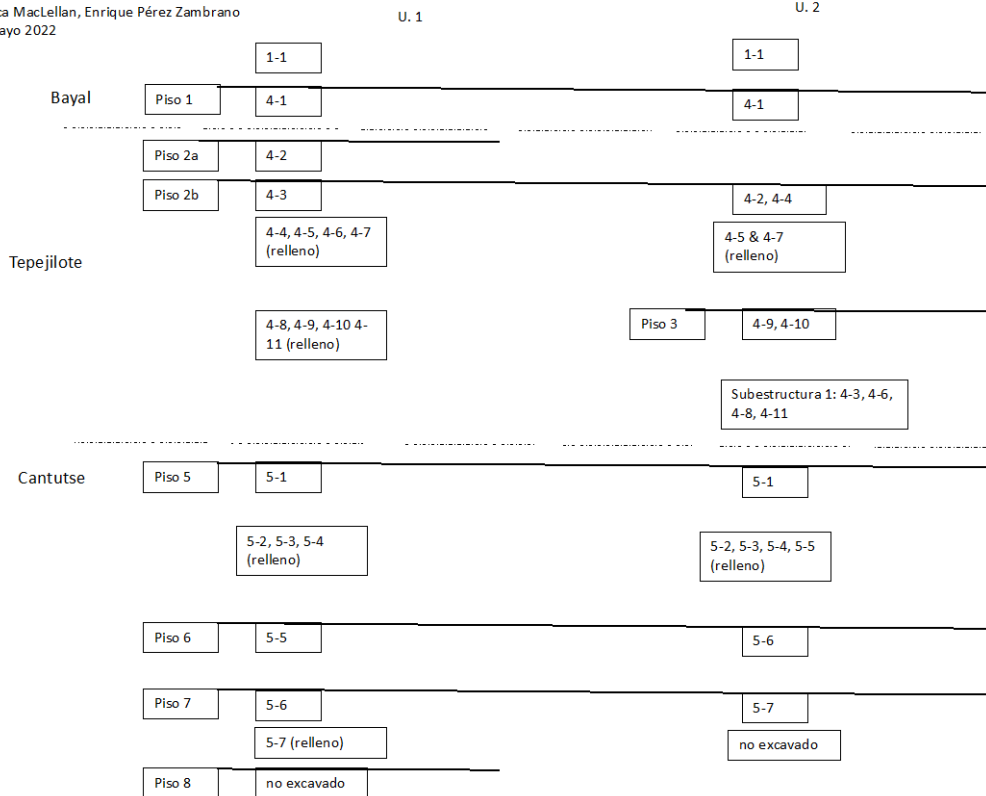 MacLellan, Enrique Pérez Zambrano
2022
U. 1
U. 2
1-1
1-1
Bayal
Piso 1
4-1
4-1
Piso 2a
4-2
Piso 2b
4-3
4-2, 4-4
4-4, 4-5, 4-6, 4-7
(relleno)
4-5 & 4-7
(relleno)
Tepejilote
4-8, 4-9, 4-10 4-
11 (relleno)
Piso 3
4-9, 4-10
Subestructura 1: 4-3, 4-6,
4-8, 4-11
Cantutse
Piso 5
5-1
5-1
5-2, 5-3, 5-4
(relleno)
5-2, 5-3, 5-4, 5-5
(relleno)
Piso 6
5-5
5-6
Piso 7
5-6
5-7
5-7 (relleno)
no excavado
Piso 8
no excavado